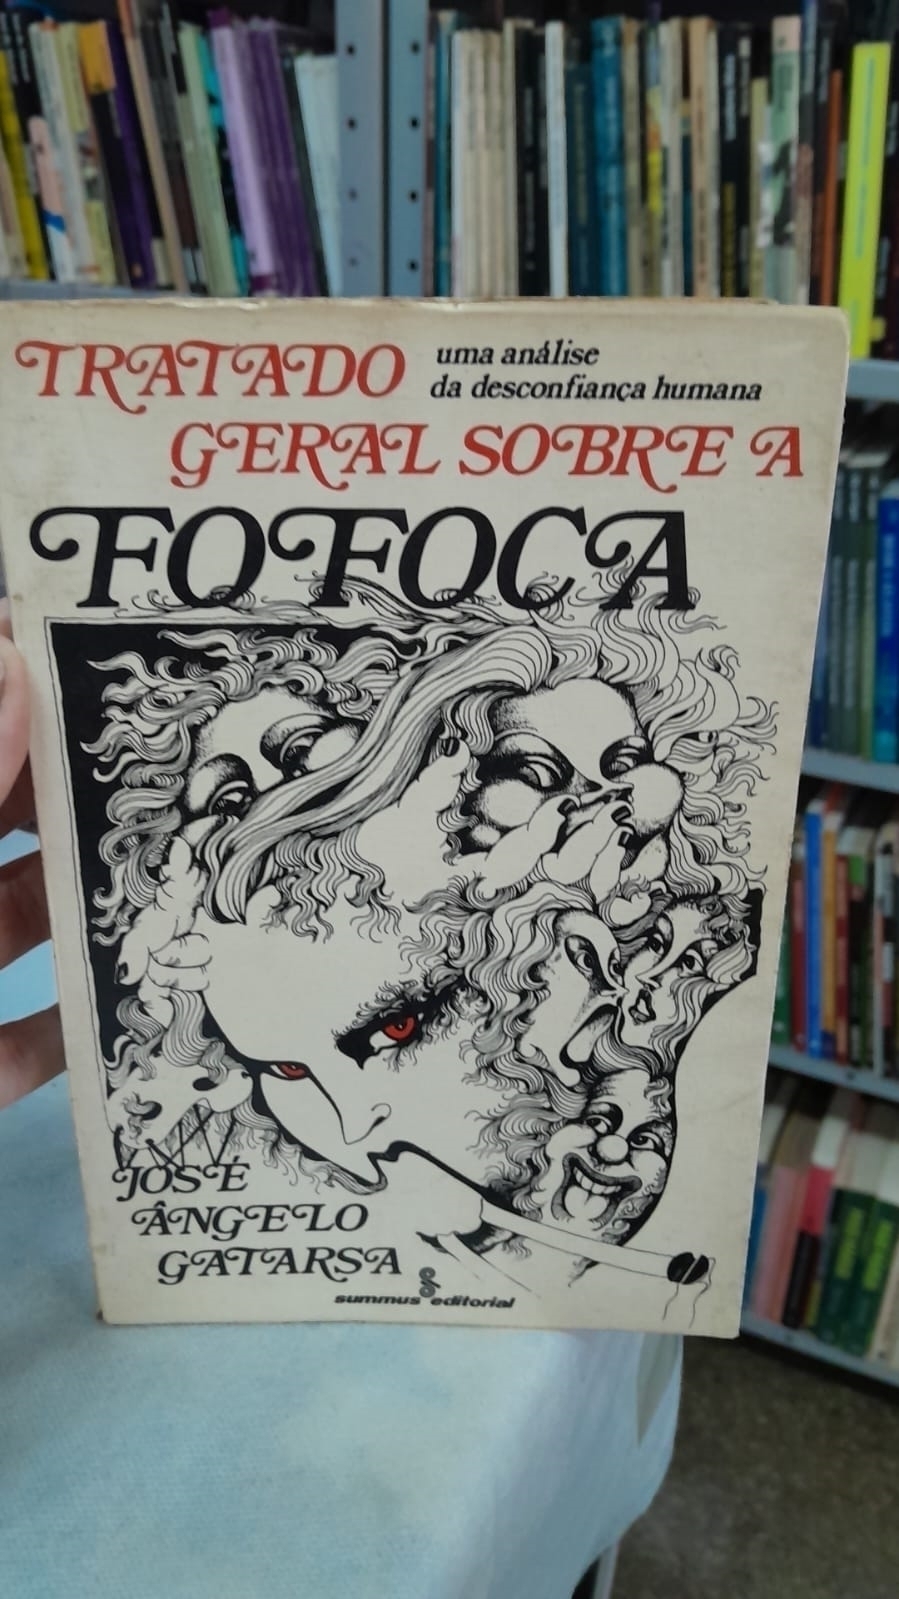 TRATADO
uma análise
da desconfiança humana
GERAL SOBRE A
FOFOCA
JOSÉ
ÂNGELO
GAIARSA
summus editorial